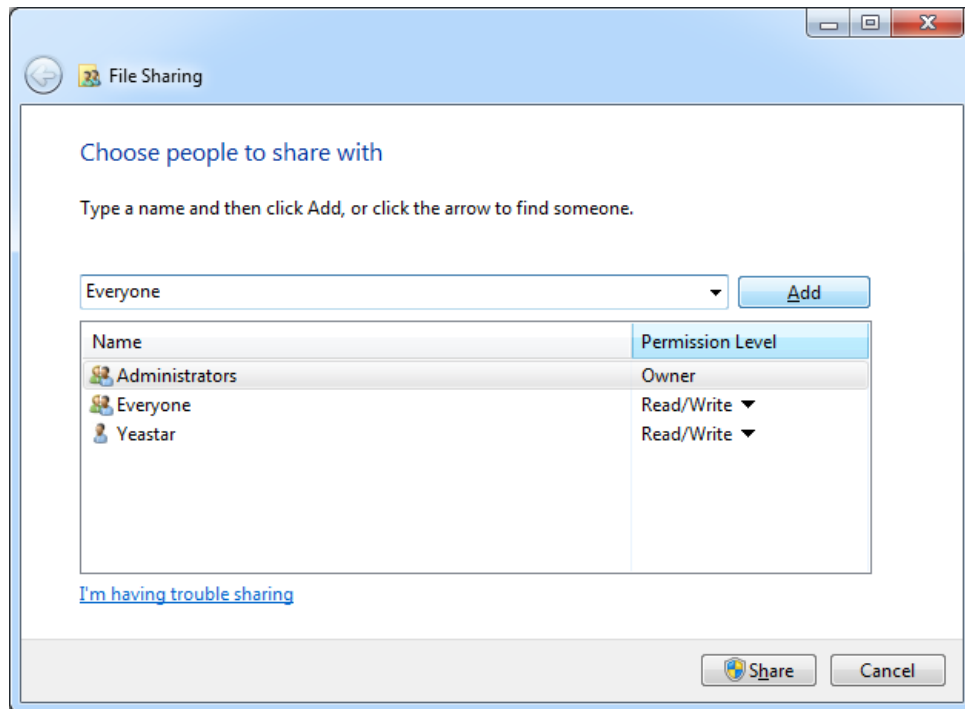 File Sharing
Choose people to share with
Type a name and then click Add, or click the arrow to find someone.
Everyone Add
Name Permission Level
Administrators Owner
Everyone Read/Write
Yeastar Read/Write
I'm having trouble sharing
Share Cancel